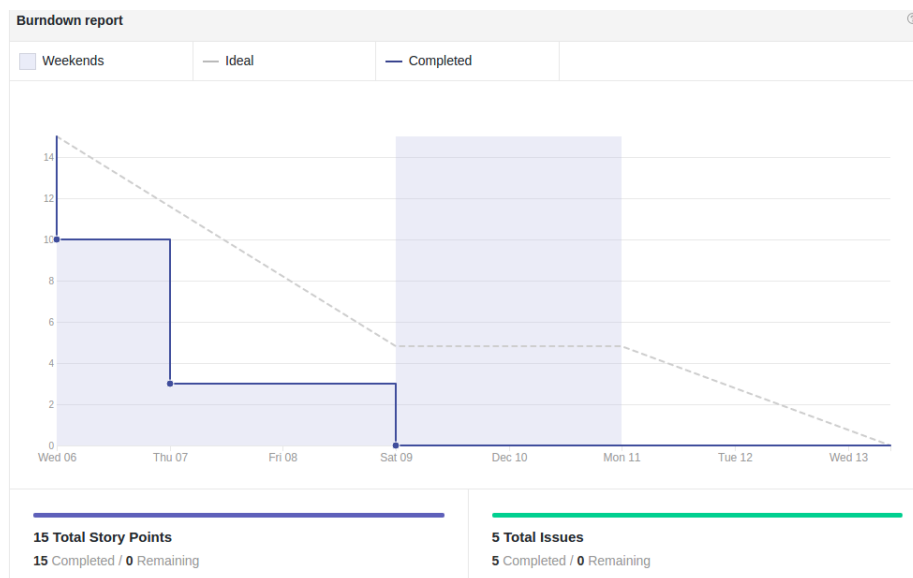 Burndown report
Weekends
Ideal
Completed
14
12
10
8
6
4
2
0
Wed 06 Thu 07 Fri 08 Sat 09 Dec 10 Mon 11 Tue 12 Wed 13
15 Total Story Points
15 Completed / 0 Remaining
5 Total Issues
5 Completed / 0 Remaining